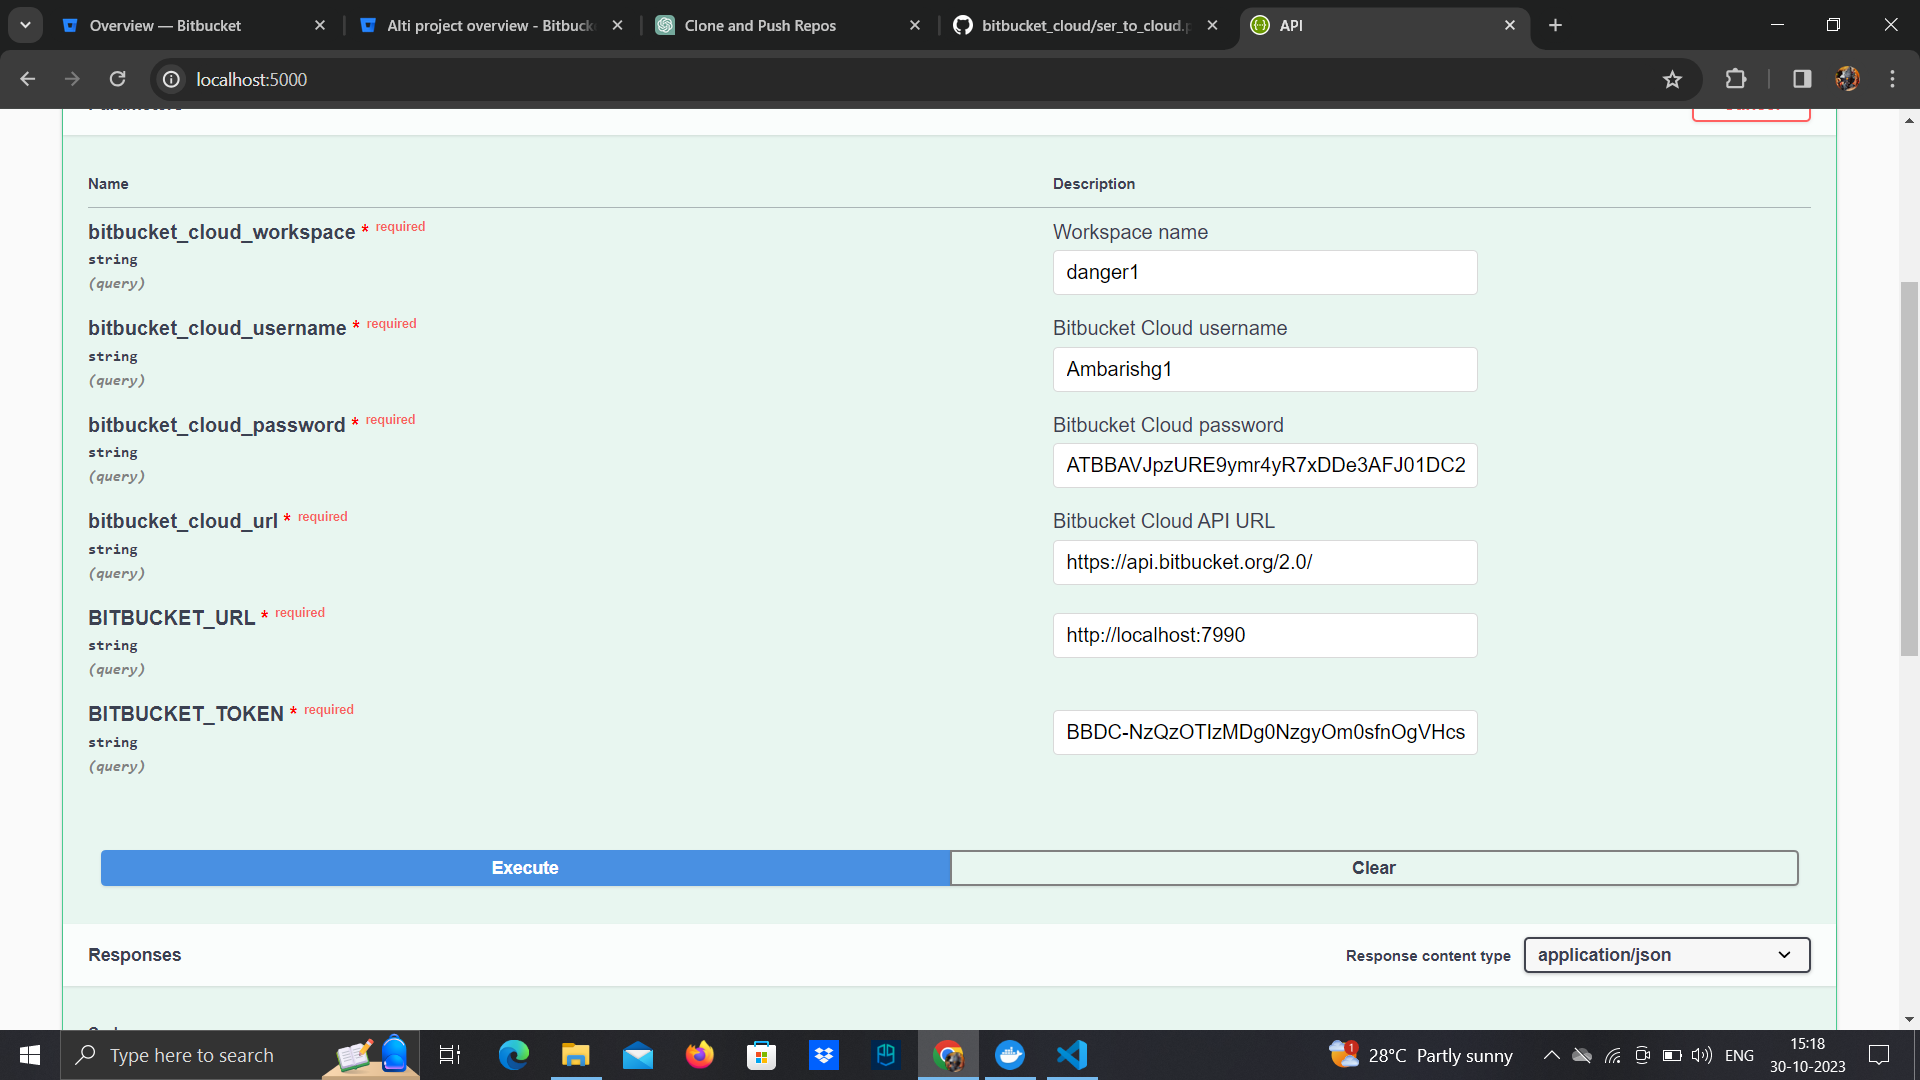 Overview — Bitbucket
Alti project overview - Bitbucke
Clone and Push Repos
bitbucket_cloud/ser_to_cloud.p
API
localhost:5000
Name
Description
bitbucket_cloud_workspace * required
string
(query)
Workspace name
danger1
bitbucket_cloud_username * required
string
(query)
Bitbucket Cloud username
Ambarishg1
bitbucket_cloud_password * required
string
(query)
Bitbucket Cloud password
ATBBAVJpzURE9ymr4yR7xDDe3AFJ01DC2
bitbucket_cloud_url * required
string
(query)
Bitbucket Cloud API URL
https://api.bitbucket.org/2.0/
BITBUCKET_URL * required
string
(query)
http://localhost:7990
BITBUCKET_TOKEN * required
string
(query)
BBDC-NzQzOTIzMDg0NzgyOm0sfnOgVHcs
Execute
Clear
Responses
Response content type
application/json
Type here to search
1
28°C Partly sunny
ENG
15:18
30-10-2023